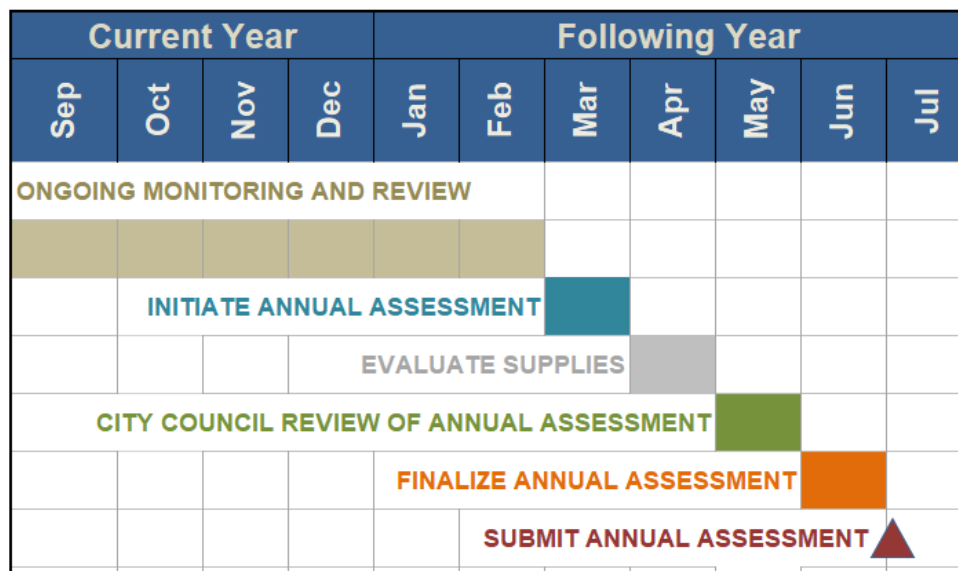 Current Year Following Year
Sep Oct Nov Dec Jan Feb Mar Apr May Jun Jul
ONGOING MONITORING AND REVIEW
INITIATE ANNUAL ASSESSMENT
EVALUATE SUPPLIES
CITY COUNCIL REVIEW OF ANNUAL ASSESSMENT
FINALIZE ANNUAL ASSESSMENT
SUBMIT ANNUAL ASSESSMENT